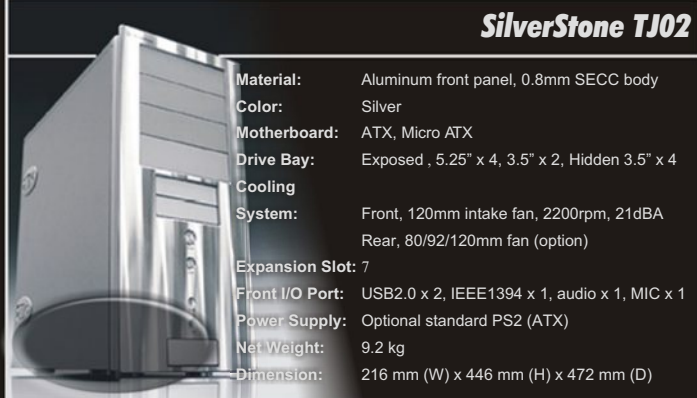 SilverStone TJ02
Material: Aluminum front panel, 0.8mm SECC body
Color: Silver
Motherboard: ATX, Micro ATX
Drive Bay: Exposed , 5.25” x 4, 3.5” x 2, Hidden 3.5” x 4
Cooling
System: Front, 120mm intake fan, 2200rpm, 21dBA
Rear, 80/92/120mm fan (option)
Expansion Slot: 7
Front I/O Port: USB2.0 x 2, IEEE1394 x 1, audio x 1, MIC x 1
Power Supply: Optional standard PS2 (ATX)
Net Weight: 9.2 kg
Dimension: 216 mm (W) x 446 mm (H) x 472 mm (D)